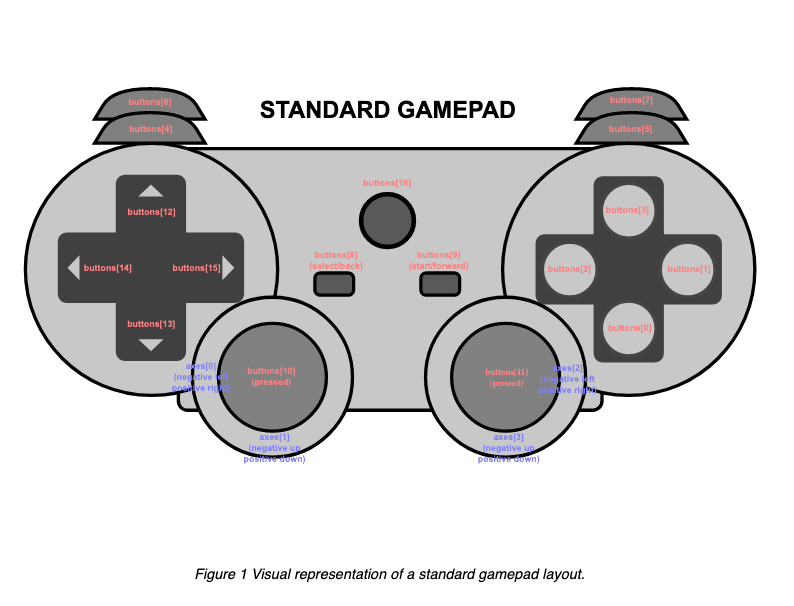 STANDARD GAMEPAD
buttons[6]
buttons[4]
buttons[7]
buttons[5]
buttons[16]
buttons[12]
buttons[14]
buttons[15]
buttons[13]
buttons[8]
(select/back)
buttons[9]
(start/forward)
buttons[3]
buttons[2]
buttons[1]
buttons[0]
axes[0]
(negative left
positive right)
buttons[10]
(pressed)
axes[1]
(negative up
positive down)
buttons[11]
(pressed)
axes[2]
(negative left
positive right)
axes[3]
(negative up
positive down)
Figure 1 Visual representation of a standard gamepad layout.